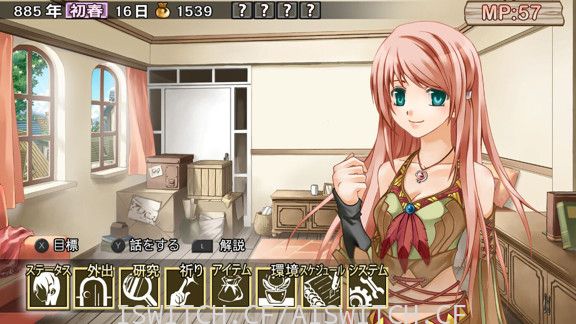 885年 [初春] 16日 1539 ? ? ? ?
MP:57
X 目標 Y 話をする L 解説
ステータス 外出 研究 祈り アイテム 環境 スケジュール システム
ISWITCH CF/AISWITCH CF